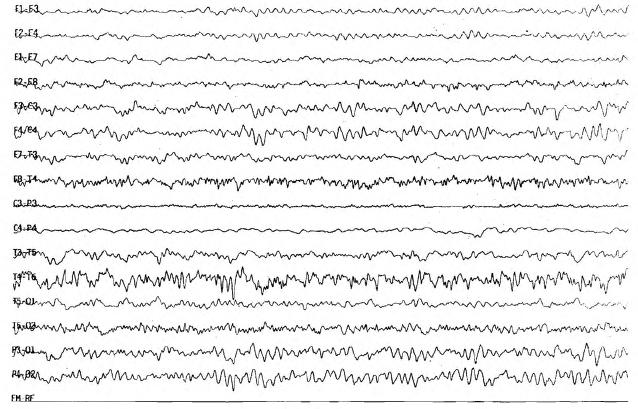 F1-F3
F2-F4
F1-F7
F2-F8
F3-C3
F4-C4
F7-T3
F8-T4
C3-P3
C4-P4
T3-T5
T4-T6
T5-O1
T6-O2
P3-O1
P4-O2
EM-RF